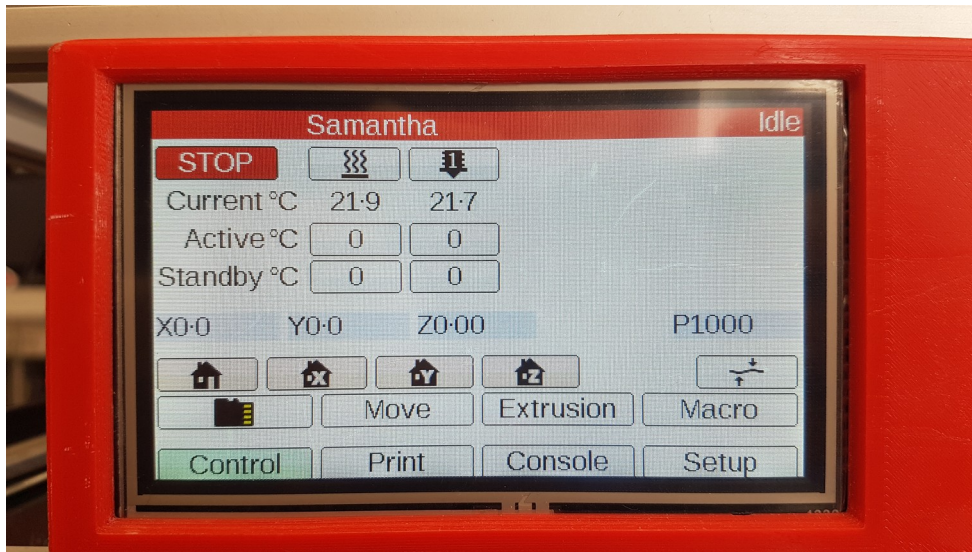 Samantha Idle
STOP 1
Current °C 21·9 21·7
Active °C 0 0
Standby °C 0 0
X0·0 Y0·0 Z0·00 P1000
X Y Z
Move Extrusion Macro
Control Print Console Setup